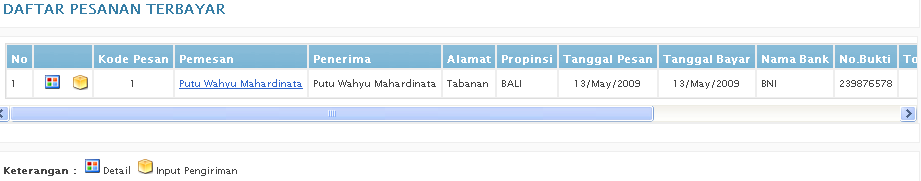 DAFTAR PESANAN TERBAYAR
No Kode Pesan Pemesan Penerima Alamat Propinsi Tanggal Pesan Tanggal Bayar Nama Bank No.Bukti To
1 1 Putu Wahyu Mahardinata Putu Wahyu Mahardinata Tabanan BALI 13/May/2009 13/May/2009 BNI 239876578
Keterangan : Detail Input Pengiriman